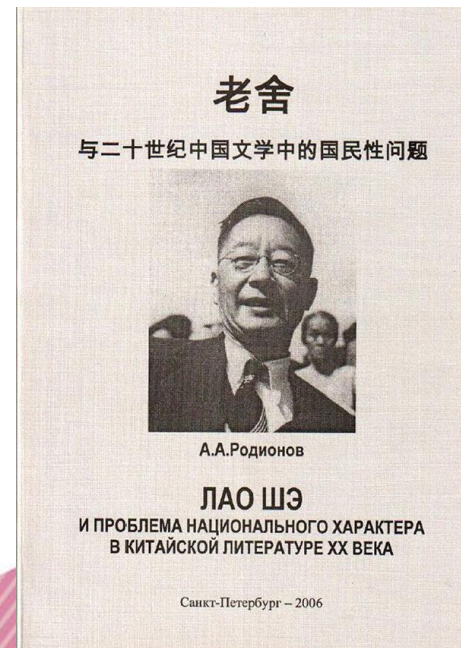 老舍
与二十世纪中国文学中的国民性问题
А.А.Родионов
ЛАО ШЭ
И ПРОБЛЕМА НАЦИОНАЛЬНОГО ХАРАКТЕРА
В КИТАЙСКОЙ ЛИТЕРАТУРЕ XX ВЕКА
Санкт-Петербург – 2006